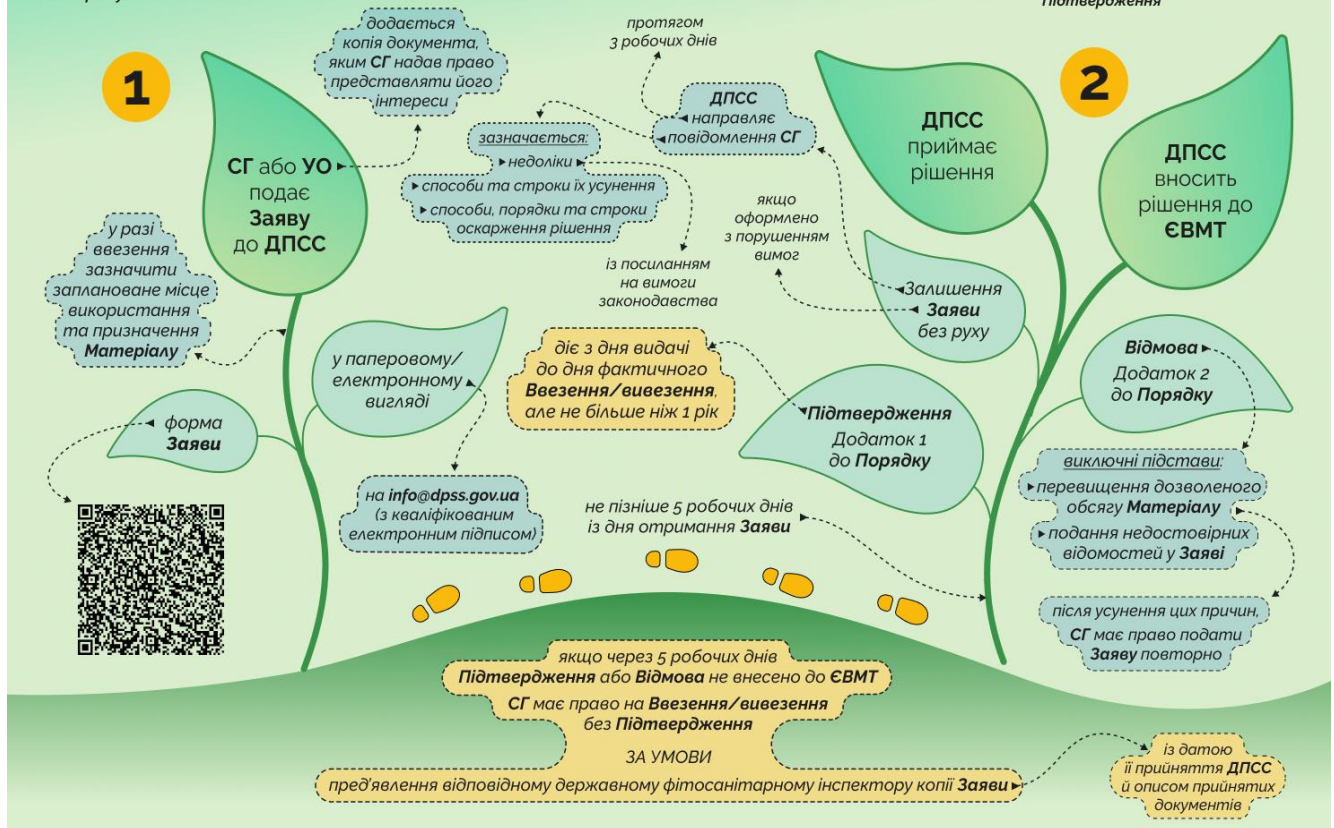 Підтвердження
1
СГ або УО
подає
Заяву
до ДПСС
додається
копія документа,
яким СГ надав право
представляти його
інтереси
у разі
ввезення
зазначити
заплановане місце
використання
та призначення
Матеріалу
форма
Заяви
у паперовому/
електронному
вигляді
на info@dpss.gov.ua
(з кваліфікованим
електронним підписом)
2
ДПСС
приймає
рішення
ДПСС
вносить
рішення до
ЄВМТ
протягом
3 робочих днів
ДПСС
направляє
повідомлення СГ
зазначається:
недоліки
способи та строки їх усунення
способи, порядки та строки
оскарження рішення
із посиланням
на вимоги
законодавства
якщо
оформлено
з порушенням
вимог
Залишення
Заяви
без руху
діє з дня видачі
до дня фактичного
Ввезення/вивезення,
але не більше ніж 1 рік
Підтвердження
Додаток 1
до Порядку
Відмова
Додаток 2
до Порядку
виключні підстави:
перевищення дозволеного
обсягу Матеріалу
подання недостовірних
відомостей у Заяві
після усунення цих причин,
СГ має право подати
Заяву повторно
не пізніше 5 робочих днів
із дня отримання Заяви
якщо через 5 робочих днів
Підтвердження або Відмова не внесено до ЄВМТ
СГ має право на Ввезення/вивезення
без Підтвердження
ЗА УМОВИ
пред'явлення відповідному державному фітосанітарному інспектору копії Заяви
із датою
її прийняття ДПСС
й описом прийнятих
документів